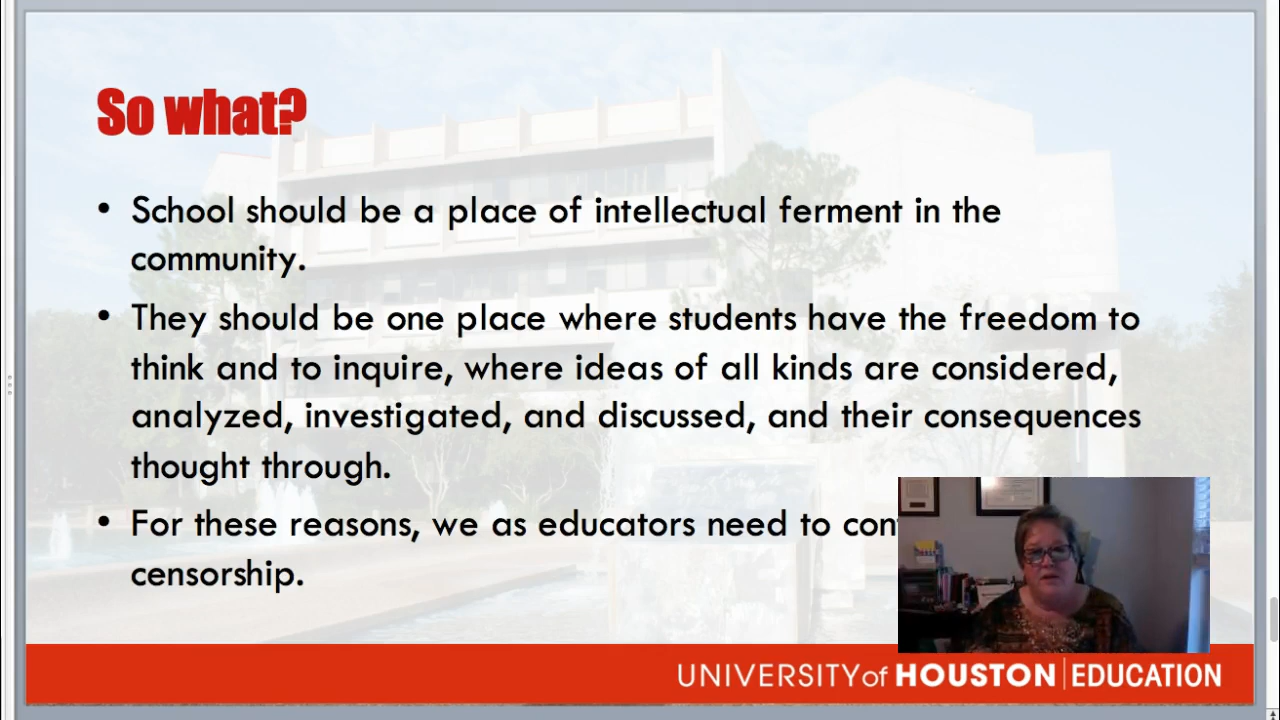 So what?
• School should be a place of intellectual ferment in the
community.
• They should be one place where students have the freedom to
think and to inquire, where ideas of all kinds are considered,
analyzed, investigated, and discussed, and their consequences
thought through.
• For these reasons, we as educators need to
censorship.
UNIVERSITY of HOUSTON | EDUCATION